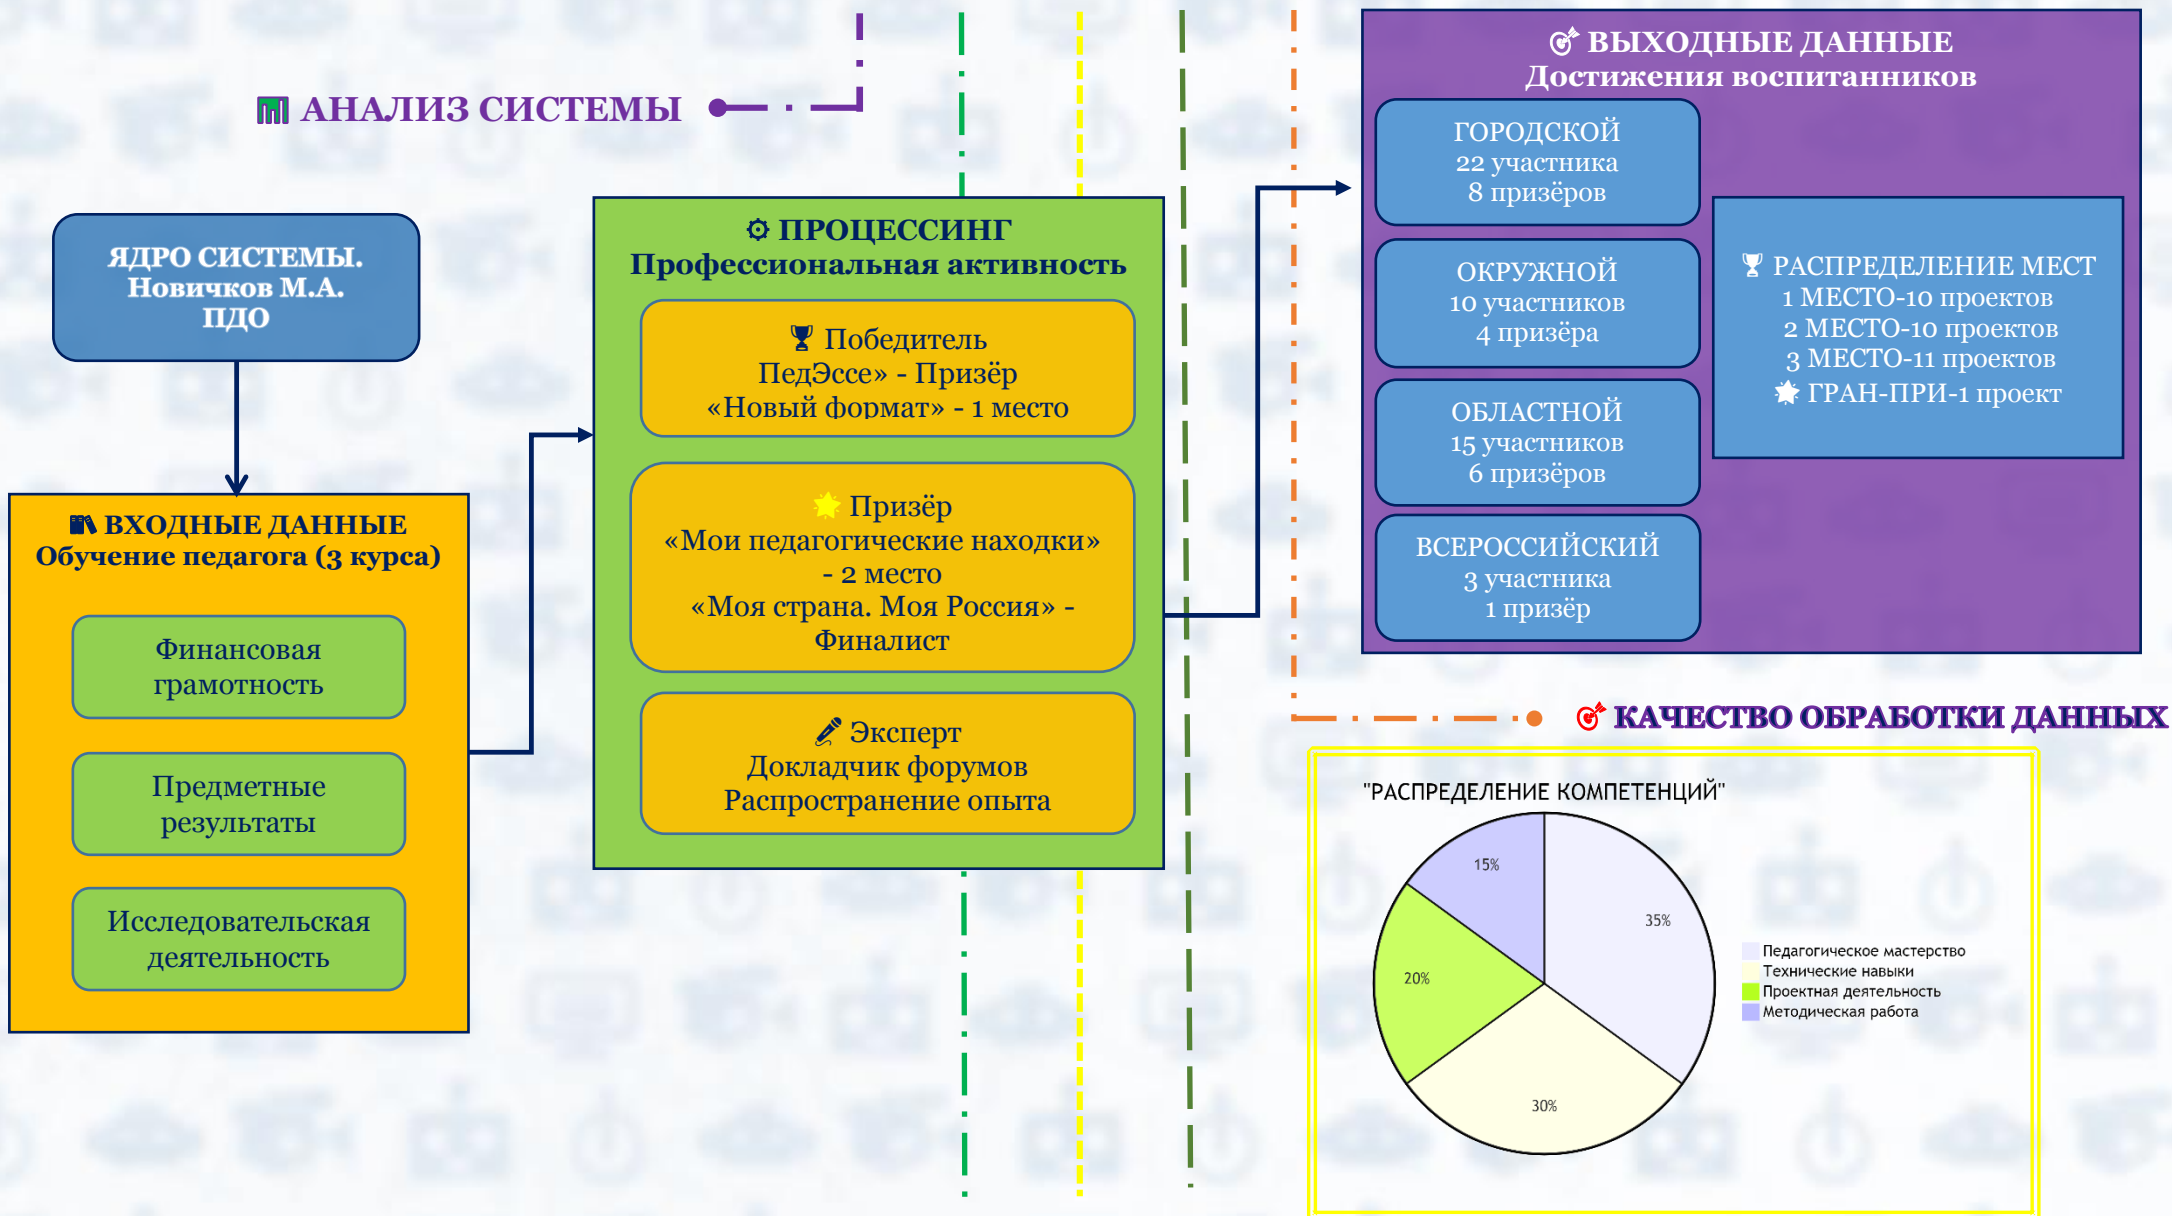 АНАЛИЗ СИСТЕМЫ
ЯДРО СИСТЕМЫ.
Новичков М.А.
ПДО
ВХОДНЫЕ ДАННЫЕ
Обучение педагога (3 курса)
Финансовая
грамотность
Предметные
результаты
Исследовательская
деятельность
ПРОЦЕССИНГ
Профессиональная активность
Победитель
ПедЭссе» - Призёр
«Новый формат» - 1 место
Призёр
«Мои педагогические находки»
- 2 место
«Моя страна. Моя Россия» -
Финалист
Эксперт
Докладчик форумов
Распространение опыта
ВЫХОДНЫЕ ДАННЫЕ
Достижения воспитанников
ГОРОДСКОЙ
22 участника
8 призёров
ОКРУЖНОЙ
10 участников
4 призёра
ОБЛАСТНОЙ
15 участников
6 призёров
ВСЕРОССИЙСКИЙ
3 участника
1 призёр
РАСПРЕДЕЛЕНИЕ МЕСТ
1 МЕСТО-10 проектов
2 МЕСТО-10 проектов
3 МЕСТО-11 проектов
ГРАН-ПРИ-1 проект
КАЧЕСТВО ОБРАБОТКИ ДАННЫХ
"РАСПРЕДЕЛЕНИЕ КОМПЕТЕНЦИЙ"
15%
35%
20%
30%
Педагогическое мастерство
Технические навыки
Проектная деятельность
Методическая работа